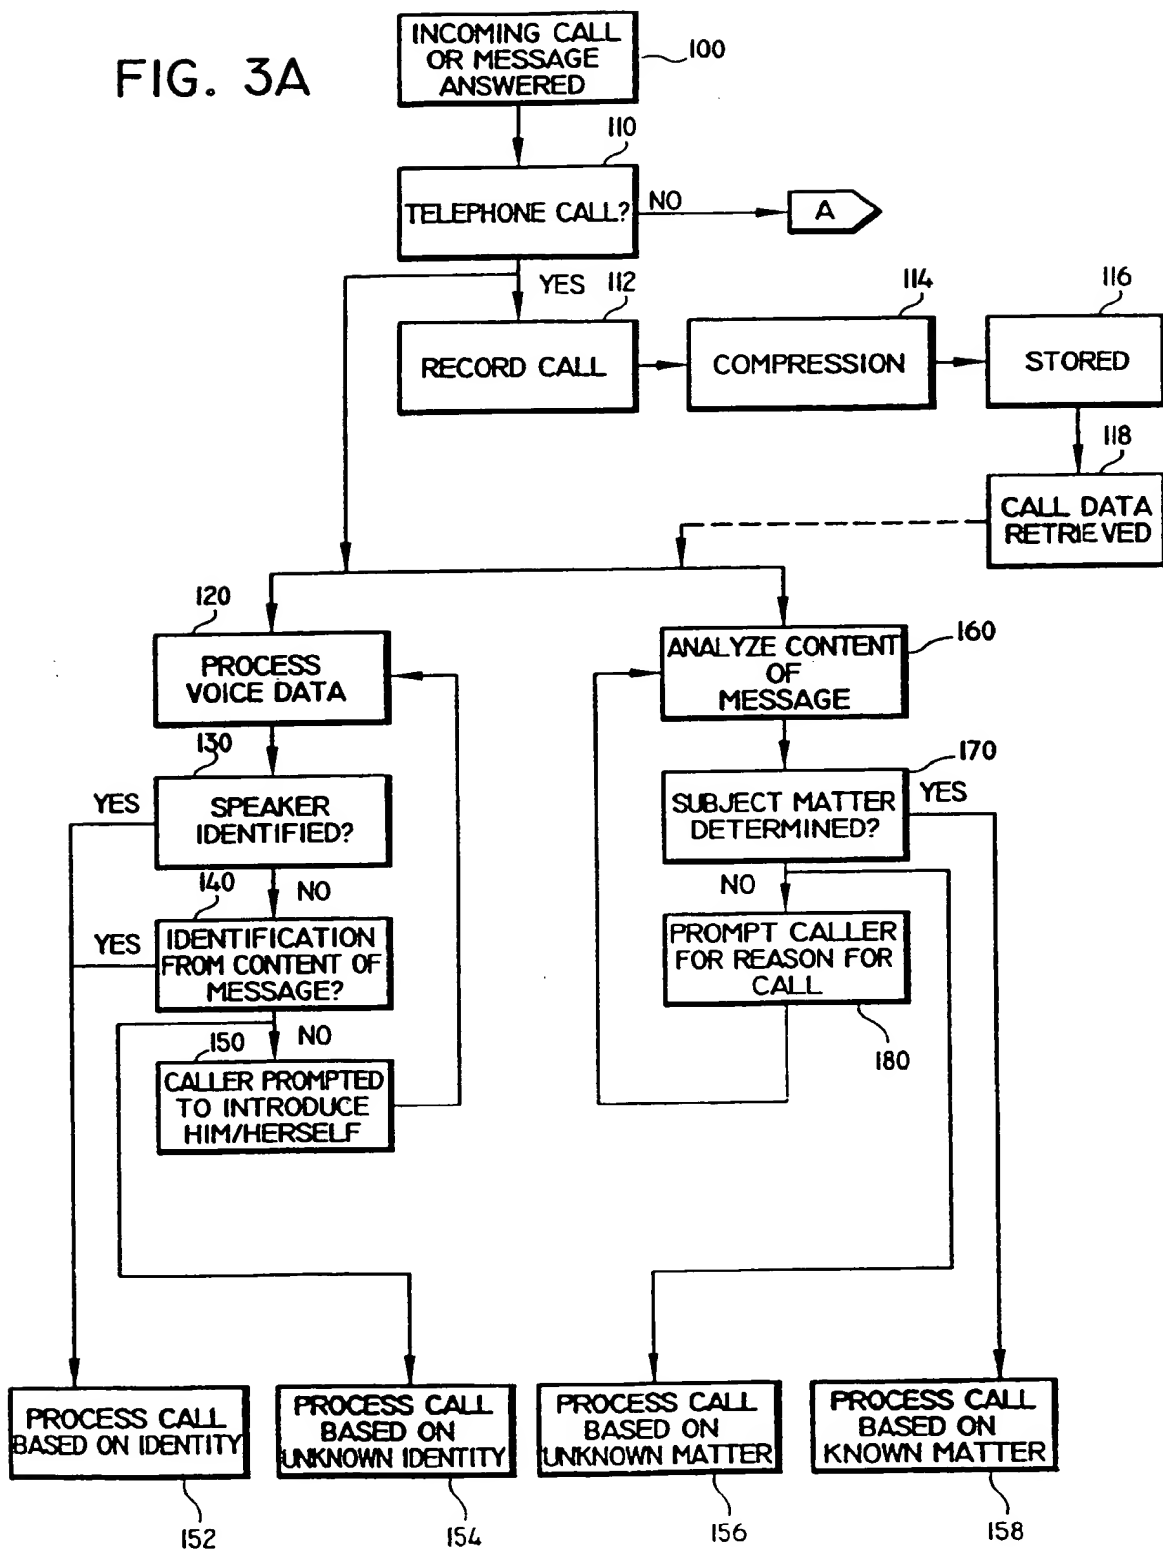 FIG. 3A
INCOMING CALL
OR MESSAGE
ANSWERED
100
110
TELEPHONE CALL?
NO
A
YES
112
RECORD CALL
114
COMPRESSION
116
STORED
118
CALL DATA
RETRIEVED
120
PROCESS
VOICE DATA
130
YES
SPEAKER
IDENTIFIED?
NO
140
YES
IDENTIFICATION
FROM CONTENT OF
MESSAGE?
NO
150
CALLER PROMPTED
TO INTRODUCE
HIM/HERSELF
160
ANALYZE CONTENT
OF
MESSAGE
170
SUBJECT MATTER
DETERMINED?
YES
NO
PROMPT CALLER
FOR REASON FOR
CALL
180
PROCESS CALL
BASED ON IDENTITY
152
PROCESS CALL
BASED ON
UNKNOWN IDENTITY
154
PROCESS CALL
BASED ON
UNKNOWN MATTER
156
PROCESS CALL
BASED ON
KNOWN MATTER
158